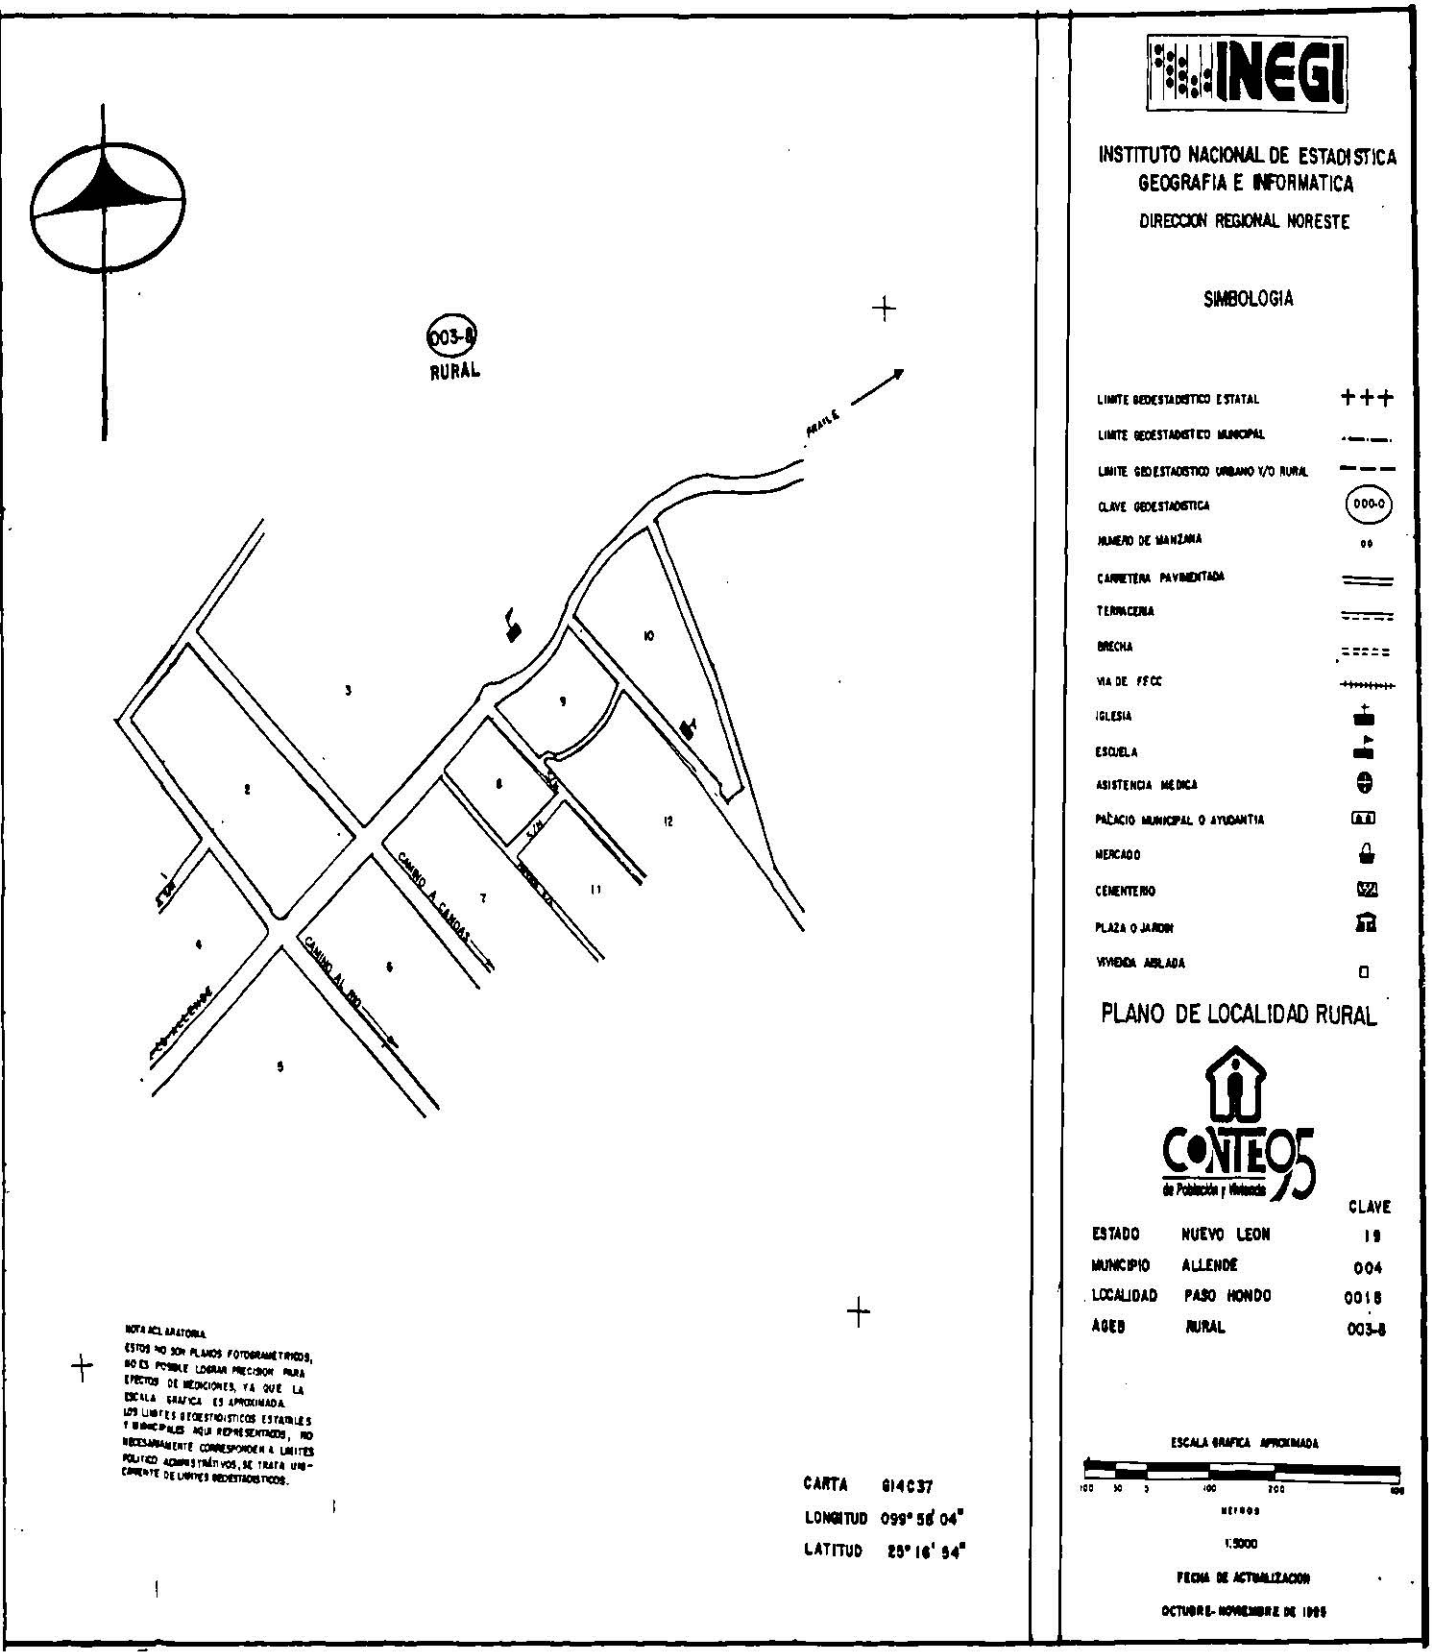 INEGI
INSTITUTO NACIONAL DE ESTADISTICA
GEOGRAFIA E INFORMATICA
DIRECCION REGIONAL NORESTE
SIMBOLOGIA
LIMITE GEOESTADISTICO ESTATAL
LIMITE GEOESTADISTICO MUNICIPAL
LIMITE GEOESTADISTICO URBANO Y/O RURAL
CLAVE GEOESTADISTICA
000-0
NUMERO DE MANZANA
00
CARRETERA PAVIMENTADA
TERRACERIA
BRECHA
VIA DE FFCC
IGLESIA
ESCUELA
ASISTENCIA MEDICA
PALACIO MUNICIPAL O AYUDANTIA
MERCADO
CEMENTERIO
PLAZA O JARDIN
VIVIENDA AISLADA
PLANO DE LOCALIDAD RURAL
CONTEO 95
de Población y Vivienda
CLAVE
ESTADO NUEVO LEON 19
MUNICIPIO ALLENDE 004
LOCALIDAD PASO HONDO
AGEB RURAL 003-8
ESCALA GRAFICA APROXIMADA
100 50 0 100 200
METROS
1:5000
FECHA DE ACTUALIZACION
OCTUBRE-NOVIEMBRE DE 1995
003-8
RURAL
FRAILE
3
10
9
2
8
S/N
12
S/N
7
11
CAMINO A CANOAS
4
6
CAMINO AL RIO
S/N
ALLENDE
5
NOTA ACLARATORIA
ESTOS NO SON PLANOS FOTOGRAMETRICOS,
NO ES POSIBLE LOGRAR PRECISION PARA
EFECTOS DE MEDICIONES, YA QUE LA
ESCALA GRAFICA ES APROXIMADA.
LOS LIMITES GEOESTADISTICOS ESTATALES
Y MUNICIPALES AQUI REPRESENTADOS, NO
NECESARIAMENTE CORRESPONDEN A LIMITES
POLITICO ADMINISTRATIVOS, SE TRATA UNI-
CAMENTE DE LIMITES GEOESTADISTICOS.
CARTA G14C37
LONGITUD 099° 58' 04"
LATITUD 25° 16' 54"